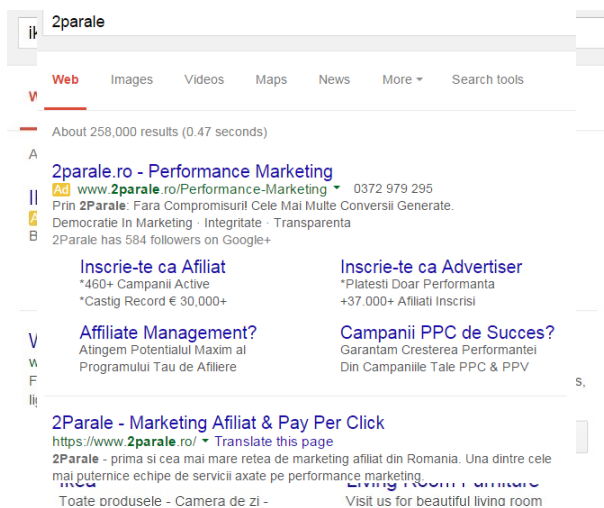 2parale
Web Images Videos Maps News More Search tools
About 258,000 results (0.47 seconds)
2parale.ro - Performance Marketing
Ad www.2parale.ro/Performance-Marketing 0372 979 295
Prin 2Parale: Fara Compromisuri! Cele Mai Multe Conversii Generate.
Democratie In Marketing · Integritate · Transparenta
2Parale has 584 followers on Google+
Inscrie-te ca Afiliat Inscrie-te ca Advertiser
*460+ Campanii Active *Platesti Doar Performanta
*Castig Record € 30,000+ +37.000+ Afiliati Inscrisi
Affiliate Management? Campanii PPC de Succes?
Atingem Potentialul Maxim al Garantam Cresterea Performantei
Programului Tau de Afiliere Din Campaniile Tale PPC & PPV
2Parale - Marketing Afiliat & Pay Per Click
https://www.2parale.ro/ Translate this page
2Parale - prima si cea mai mare retea de marketing afiliat din Romania. Una dintre cele
mai puternice echipe de servicii axate pe performance marketing.
Ikea Living Room Furniture
Toate produsele - Camera de zi - Visit us for beautiful living room